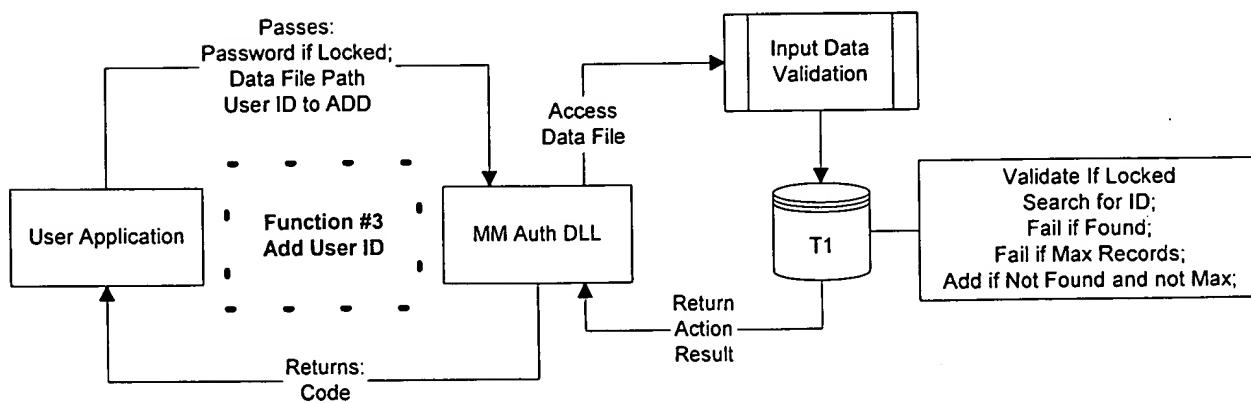 Passes:
Password if Locked;
Data File Path
User ID to ADD
Input Data
Validation
Access
Data File
User Application
Function #3
Add User ID
MM Auth DLL
T1
Validate If Locked
Search for ID;
Fail if Found;
Fail if Max Records;
Add if Not Found and not Max;
Return
Action
Result
Returns:
Code